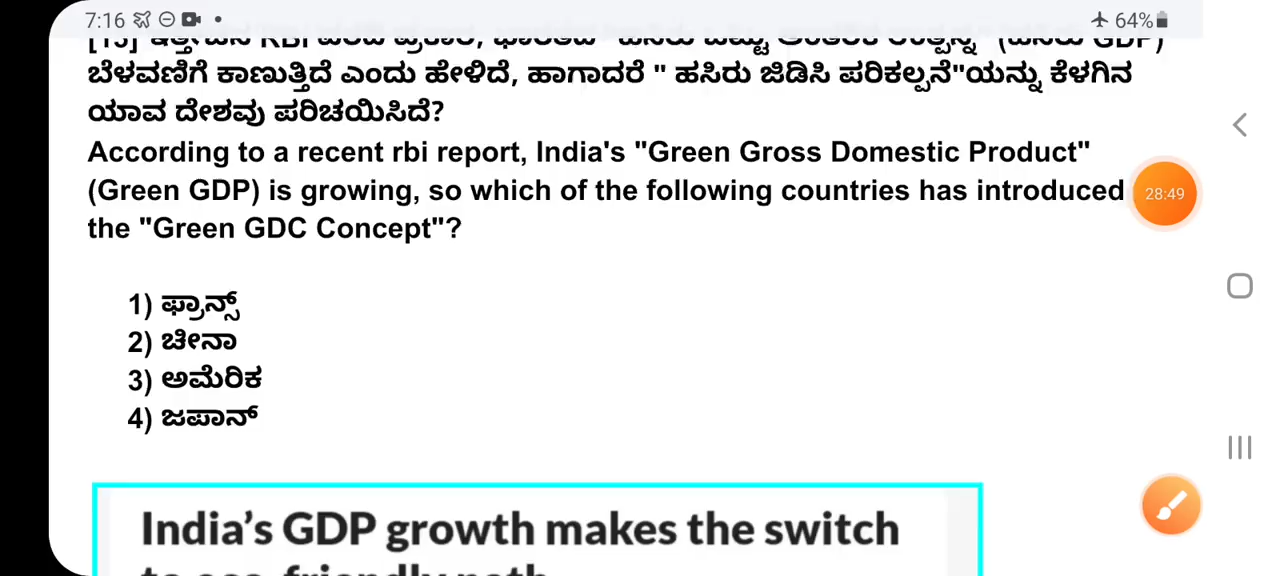 7:16
64%
RBI
ಬೆಳವಣಿಗೆ ಕಾಣುತ್ತಿದೆ ಎಂದು ಹೇಳಿದೆ, ಹಾಗಾದರೆ " ಹಸಿರು ಜಿಡಿಸಿ ಪರಿಕಲ್ಪನೆ"ಯನ್ನು ಕೆಳಗಿನ
ಯಾವ ದೇಶವು ಪರಿಚಯಿಸಿದೆ?
According to a recent rbi report, India's "Green Gross Domestic Product"
(Green GDP) is growing, so which of the following countries has introduced
28:49
the "Green GDC Concept"?
1) ಫ್ರಾನ್ಸ್
2) ಚೀನಾ
3) ಅಮೆರಿಕ
4) ಜಪಾನ್
India's GDP growth makes the switch